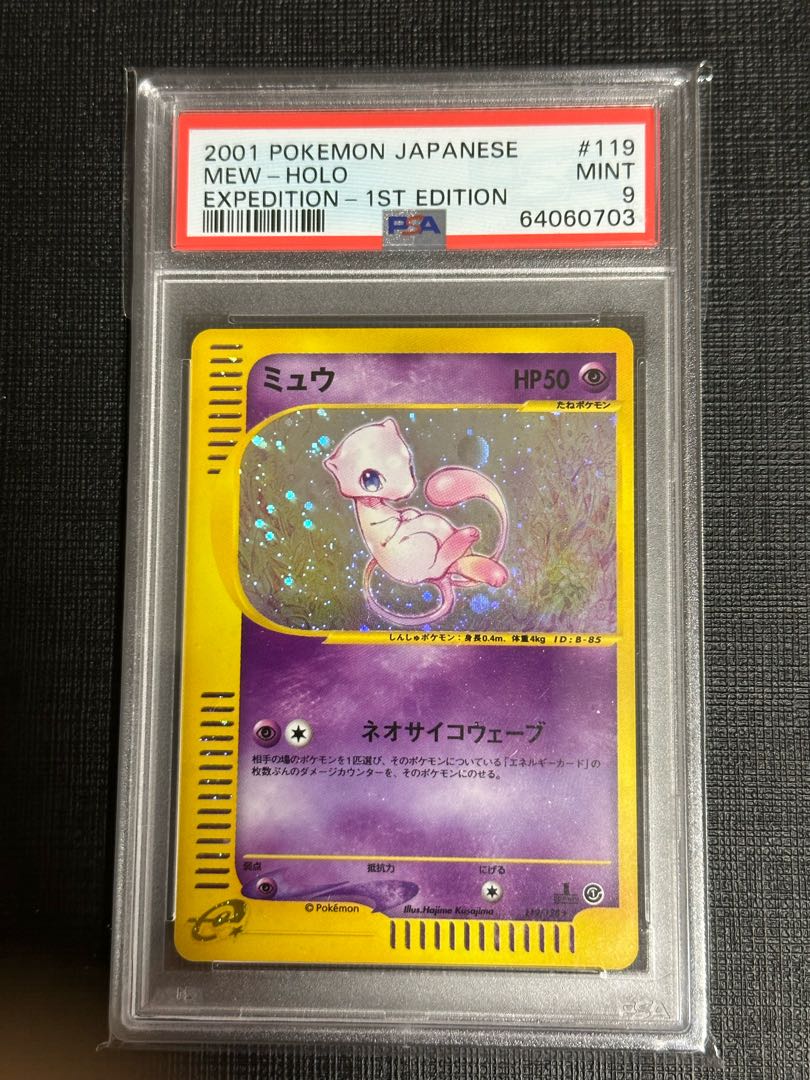 2001 POKEMON JAPANESE #119
MEW - HOLO MINT
EXPEDITION - 1ST EDITION 9
PSA 64060703
ミュウ HP50
たねポケモン
しんしゅポケモン：身長0.4m、体重4kg ID:B-85
ネオサイコウェーブ
相手の場のポケモンを1匹選び、そのポケモンについている「エネルギーカード」の
枚数ぶんのダメージカウンターを、そのポケモンにのせる。
弱点 抵抗力 にげる
©Pokémon Illus.Hajime Kusajima
e
PSA